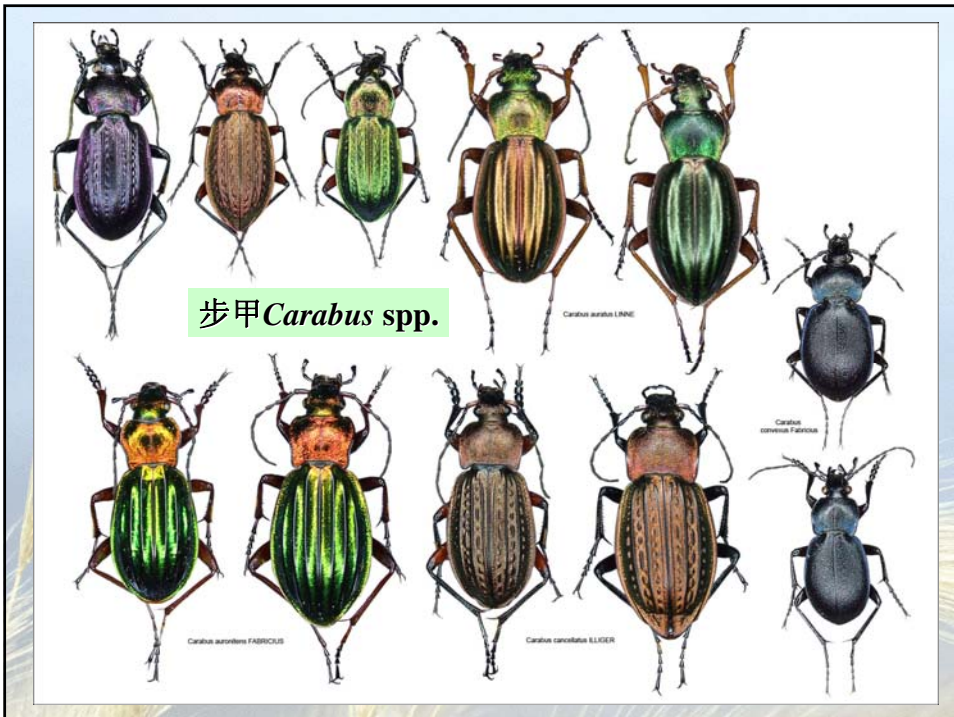 步甲Carabus spp.
Carabus auratus LINNE
Carabus
convexus Fabricius
Carabus auronitens FABRICIUS
Carabus cancellatus ILLIGER